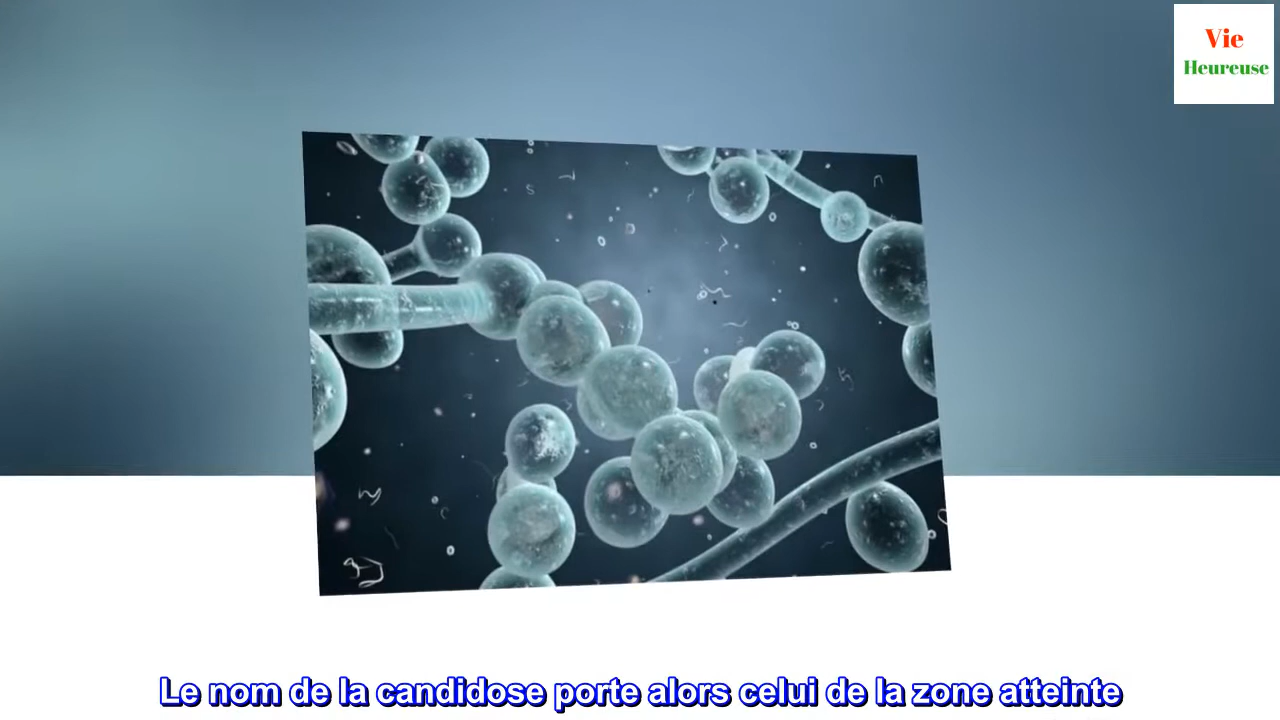 Vie
Heureuse
Le nom de la candidose porte alors celui de la zone atteinte